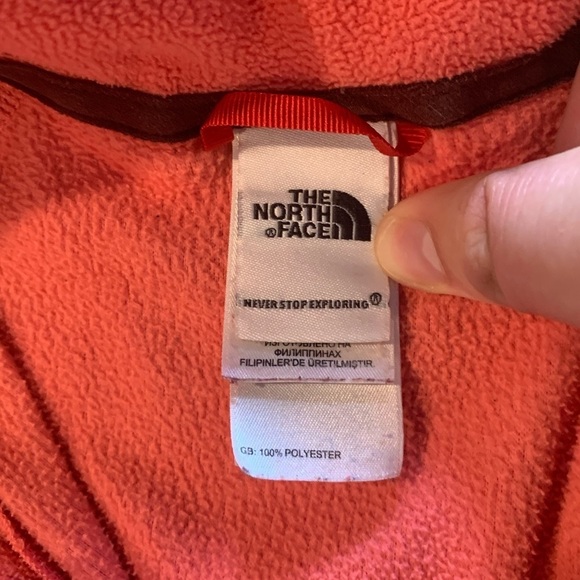 THE
NORTH
®FACE
NEVER STOP EXPLORING®
ИЗГОТОВЛЕНО НА
ФИЛИППИНАХ
FILIPINLER'DE ÜRETILMIŞTIR.
GB: 100% POLYESTER